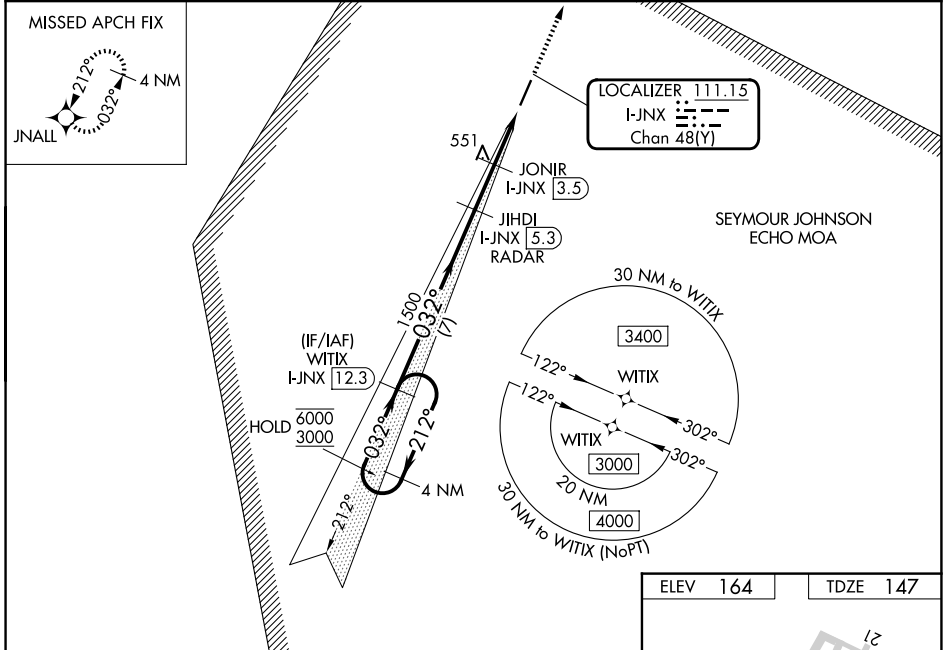 MISSED APCH FIX
212°
032°
4 NM
JNALL
LOCALIZER 111.15
I-JNX
Chan 48(Y)
551
JONIR
I-JNX 3.5
JIHDI
I-JNX 5.3
RADAR
SEYMOUR JOHNSON
ECHO MOA
1500
032°
(7)
(IF/IAF)
WITIX
I-JNX 12.3
HOLD 6000
3000
032°
212°
4 NM
212°
30 NM to WITIX
3400
122°
WITIX
302°
122°
WITIX
302°
3000
20 NM
4000
30 NM to WITIX (NoPT)
ELEV 164
TDZE 147
21